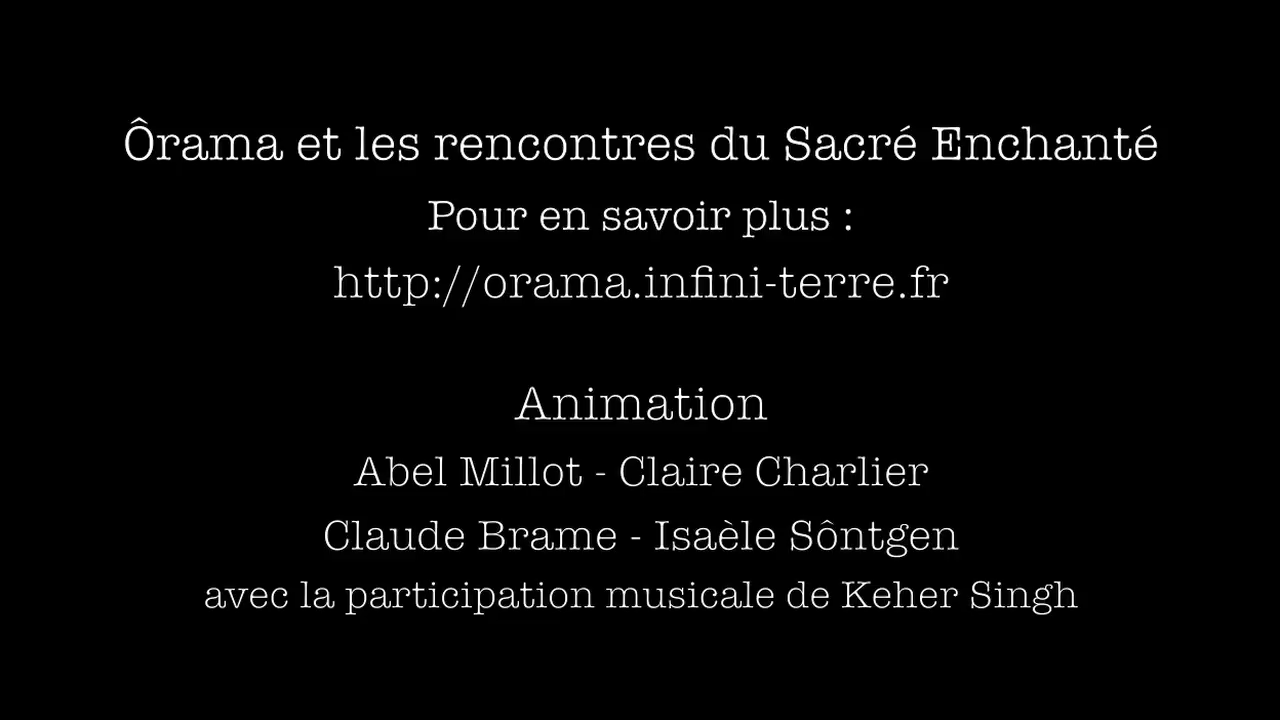 Ôrama et les rencontres du Sacré Enchanté
Pour en savoir plus :
http://orama.infini-terre.fr
Animation
Abel Millot - Claire Charlier
Claude Brame - Isaèle Sôntgen
avec la participation musicale de Keher Singh